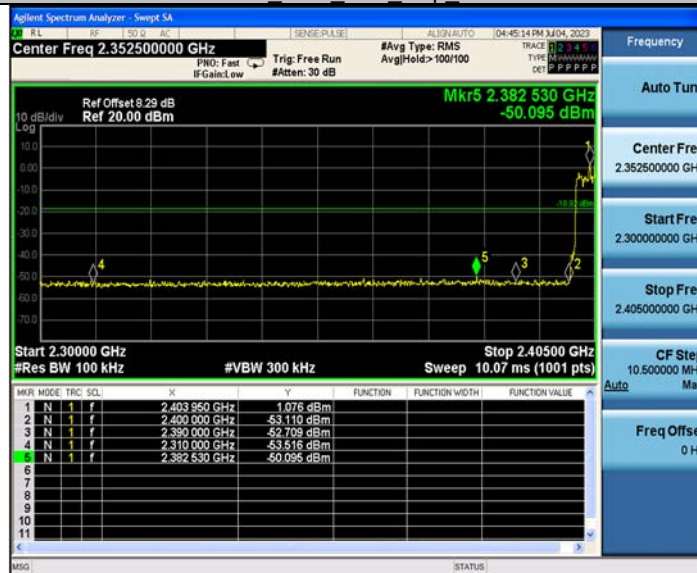 Agilent Spectrum Analyzer - Swept SA
RL RF 50 Ω AC SENSE:PULSE ALIGN AUTO 04:45:14 PM Jul 04, 2023
Center Freq 2.352500000 GHz
PNO: Fast
IFGain:Low
Trig: Free Run
#Atten: 30 dB
#Avg Type: RMS
Avg|Hold:>100/100
TRACE 1 2 3 4 5 6
TYPE M
DET P P P P P P
Ref Offset 8.29 dB
Ref 20.00 dBm
10 dB/div
Log
Mkr5 2.382 530 GHz
-50.095 dBm
10.0
0.00
-10.0
-20.0
-30.0
-40.0
-50.0
-60.0
-70.0
1
2
3
4
5
Start 2.30000 GHz
Stop 2.40500 GHz
#Res BW 100 kHz
#VBW 300 kHz
Sweep 10.07 ms (1001 pts)
MKR MODE TRC SCL X Y FUNCTION FUNCTION WIDTH FUNCTION VALUE
1 N 1 f 2.403 950 GHz 1.076 dBm
2 N 1 f 2.400 000 GHz -53.110 dBm
3 N 1 f 2.390 000 GHz -52.709 dBm
4 N 1 f 2.310 000 GHz -53.516 dBm
5 N 1 f 2.382 530 GHz -50.095 dBm
6
7
8
9
10
11
MSG
STATUS
Frequency
Auto Tun
Center Fre
2.352500000 GH
Start Fre
2.300000000 GH
Stop Fre
2.405000000 GH
CF Ste
10.500000 MH
Auto Ma
Freq Offse
0 H